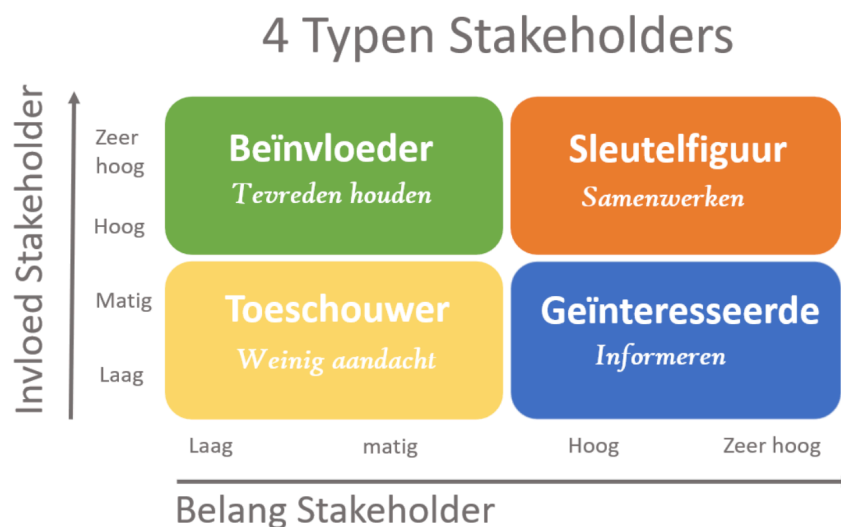 4 Typen Stakeholders
Invloed Stakeholder
Zeer
hoog
Hoog
Matig
Laag
Beïnvloeder
Tevreden houden
Sleutelfiguur
Samenwerken
Toeschouwer
Weinig aandacht
Geïnteresseerde
Informeren
Laag
matig
Hoog
Zeer hoog
Belang Stakeholder